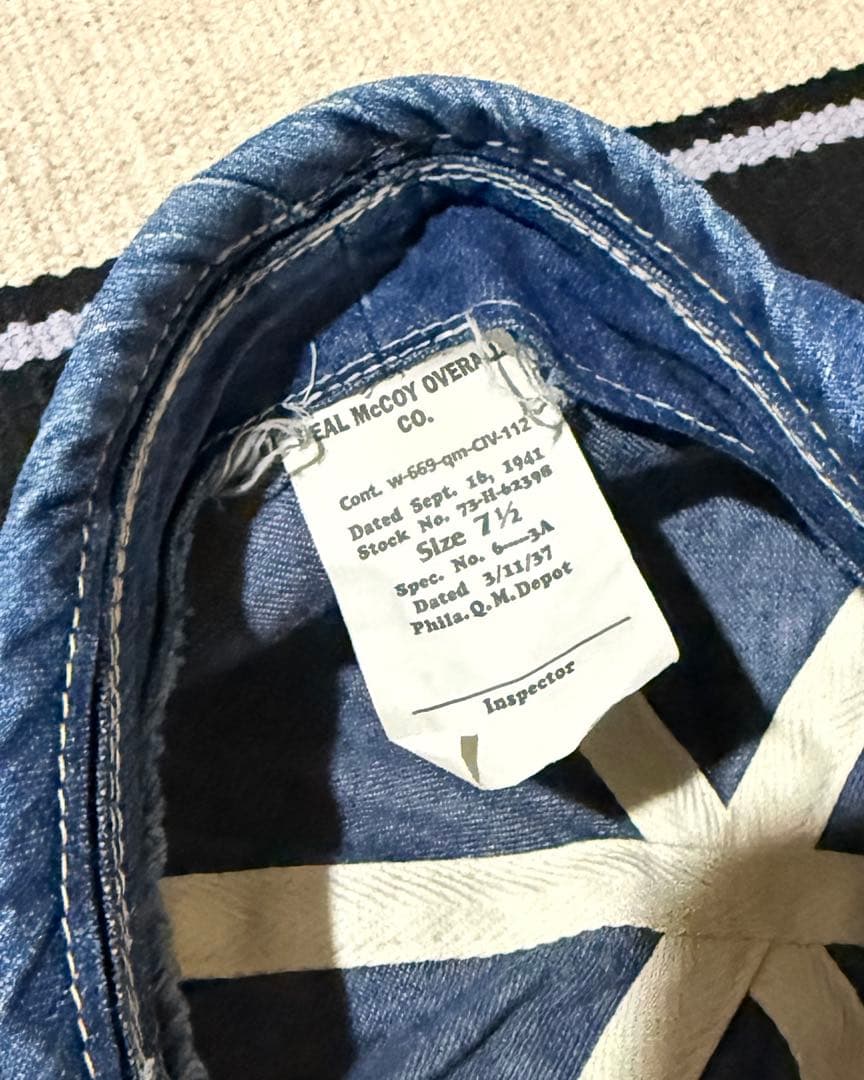 EAL McCOY OVERALL
CO.
Cont. w-669-qm-CIV-112
Dated Sept. 16, 1941
Stock No. 73-H-62398
Size 7½
Spec. No. 6—3A
Dated 3/11/37
Phila. Q. M. Depot
Inspector